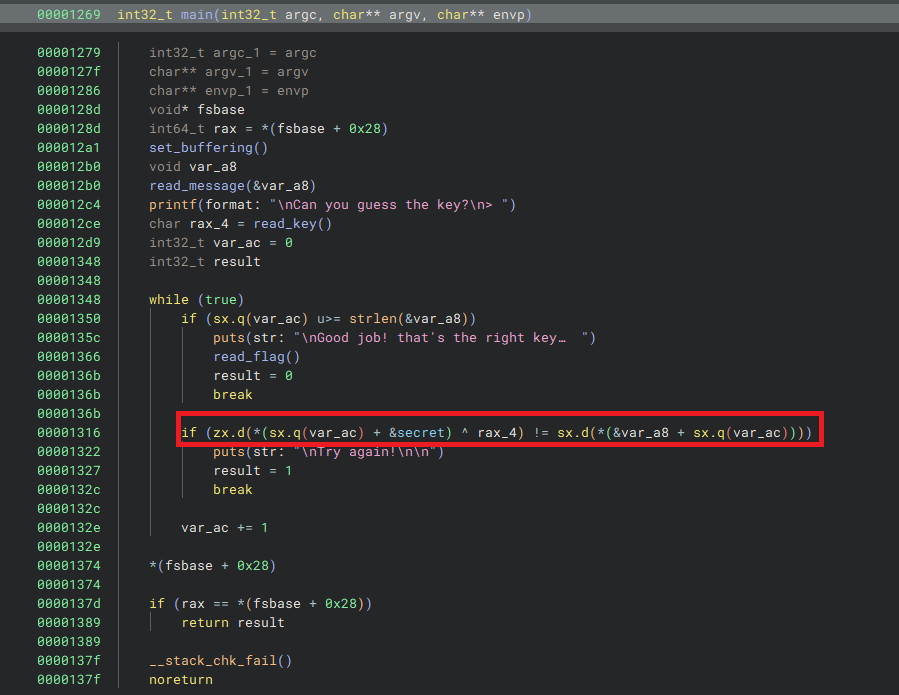 00001269 int32_t main(int32_t argc, char** argv, char** envp)
00001279 int32_t argc_1 = argc
0000127f char** argv_1 = argv
00001286 char** envp_1 = envp
0000128d void* fsbase
0000128d int64_t rax = *(fsbase + 0x28)
000012a1 set_buffering()
000012b0 void var_a8
000012b0 read_message(&var_a8)
000012c4 printf(format: "\nCan you guess the key?\n> ")
000012ce char rax_4 = read_key()
000012d9 int32_t var_ac = 0
00001348 int32_t result
00001348
00001348 while (true)
00001350 if (sx.q(var_ac) u>= strlen(&var_a8))
0000135c puts(str: "\nGood job! that's the right key…  ")
00001366 read_flag()
0000136b result = 0
0000136b break
0000136b
00001316 if (zx.d(*(sx.q(var_ac) + &secret) ^ rax_4) != sx.d(*(&var_a8 + sx.q(var_ac))))
00001322 puts(str: "\nTry again!\n\n")
00001327 result = 1
0000132c break
0000132c
0000132e var_ac += 1
0000132e
00001374 *(fsbase + 0x28)
00001374
0000137d if (rax == *(fsbase + 0x28))
00001389 return result
00001389
0000137f __stack_chk_fail()
0000137f noreturn